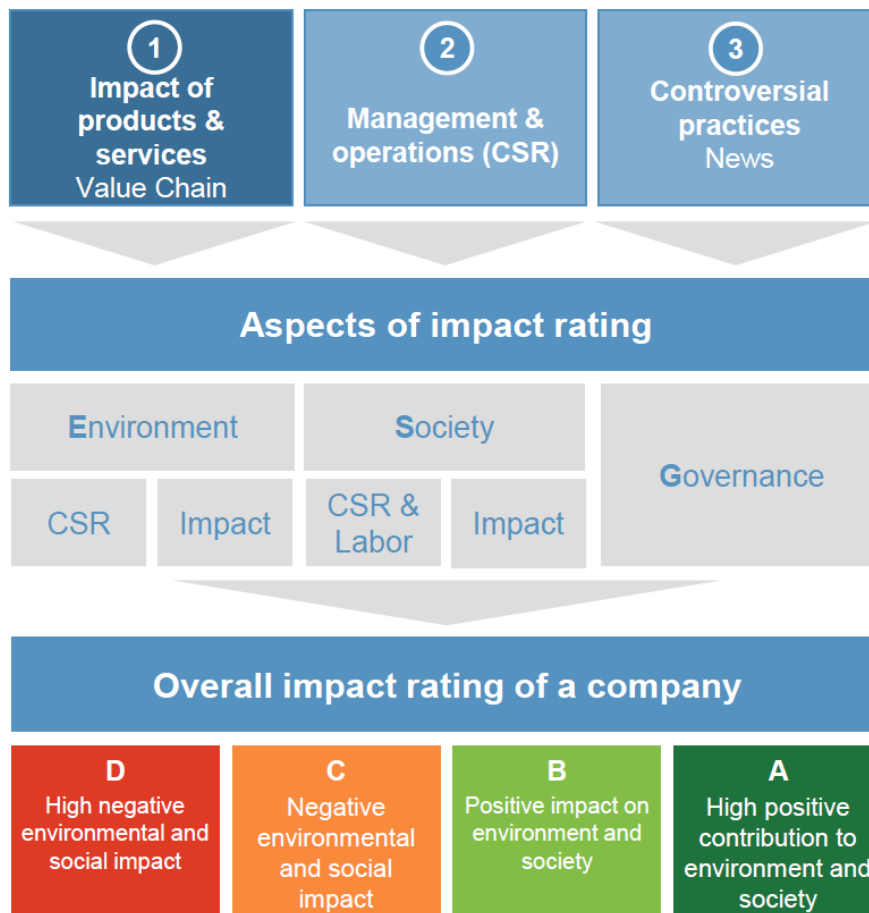 1
Impact of
products &
services
Value Chain
2
Management &
operations (CSR)
3
Controversial
practices
News
Aspects of impact rating
Environment
Society
Governance
CSR
Impact
CSR &
Labor
Impact
Overall impact rating of a company
D
High negative
environmental and
social impact
C
Negative
environmental
and social
impact
B
Positive impact on
environment and
society
A
High positive
contribution to
environment and
society